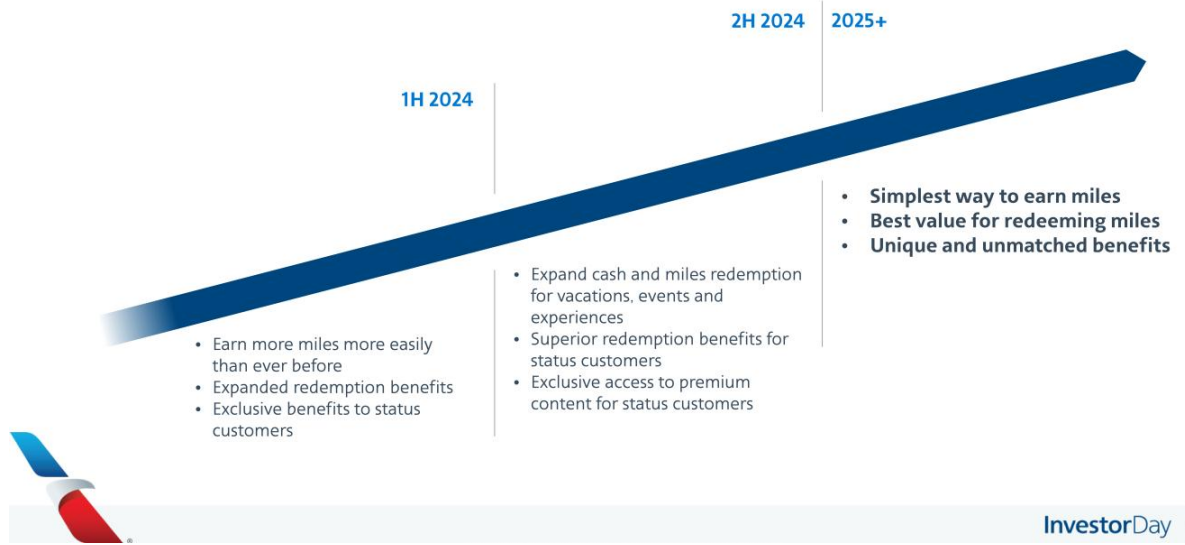 2H 2024
2025+
1H 2024
• Simplest way to earn miles
• Best value for redeeming miles
• Unique and unmatched benefits
• Expand cash and miles redemption
for vacations, events and
experiences
• Superior redemption benefits for
status customers
• Exclusive access to premium
content for status customers
• Earn more miles more easily
than ever before
• Expanded redemption benefits
• Exclusive benefits to status
customers
®
InvestorDay